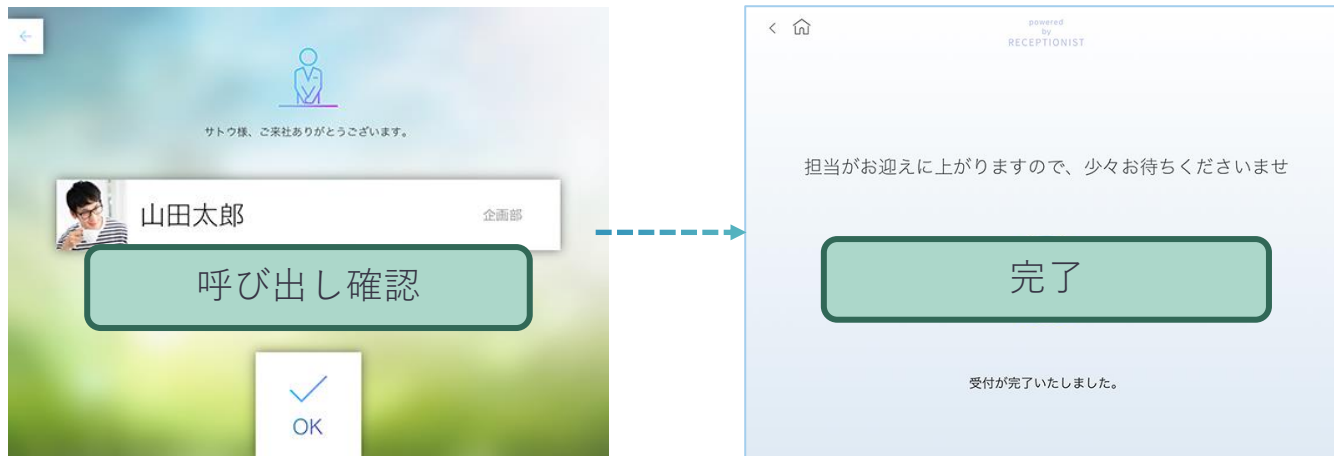 サトウ様、ご来社ありがとうございます。
山田太郎
企画部
呼び出し確認
OK
powered
by
RECEPTIONIST
担当がお迎えに上がりますので、少々お待ちくださいませ
完了
受付が完了いたしました。